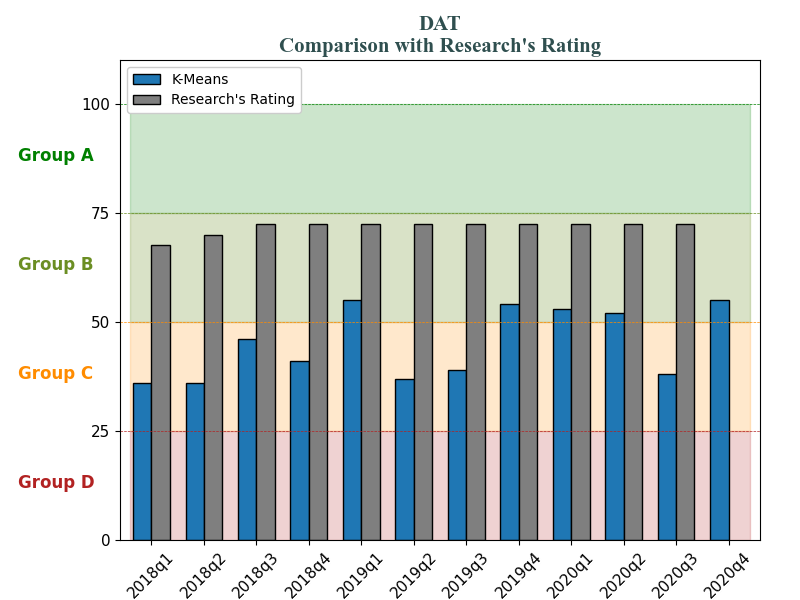 DAT
Comparison with Research's Rating
K-Means
Research's Rating
100
Group A
75
Group B
50
Group C
25
Group D
0
2018q1
2018q2
2018q3
2018q4
2019q1
2019q2
2019q3
2019q4
2020q1
2020q2
2020q3
2020q4